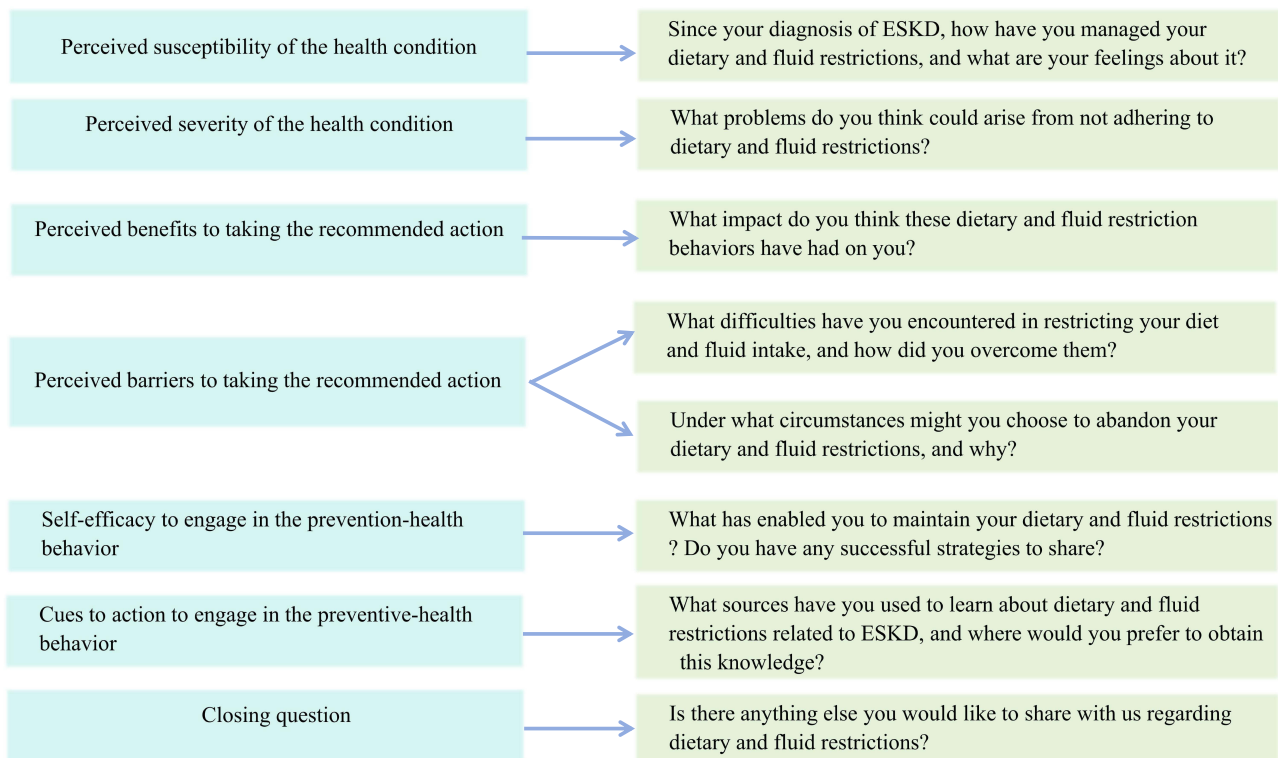 Perceived susceptibility of the health condition
Since your diagnosis of ESKD, how have you managed your
dietary and fluid restrictions, and what are your feelings about it?
Perceived severity of the health condition
What problems do you think could arise from not adhering to
dietary and fluid restrictions?
Perceived benefits to taking the recommended action
What impact do you think these dietary and fluid restriction
behaviors have had on you?
Perceived barriers to taking the recommended action
What difficulties have you encountered in restricting your diet
and fluid intake, and how did you overcome them?
Under what circumstances might you choose to abandon your
dietary and fluid restrictions, and why?
Self-efficacy to engage in the prevention-health
behavior
What has enabled you to maintain your dietary and fluid restrictions
? Do you have any successful strategies to share?
Cues to action to engage in the preventive-health
behavior
What sources have you used to learn about dietary and fluid
restrictions related to ESKD, and where would you prefer to obtain
this knowledge?
Closing question
Is there anything else you would like to share with us regarding
dietary and fluid restrictions?